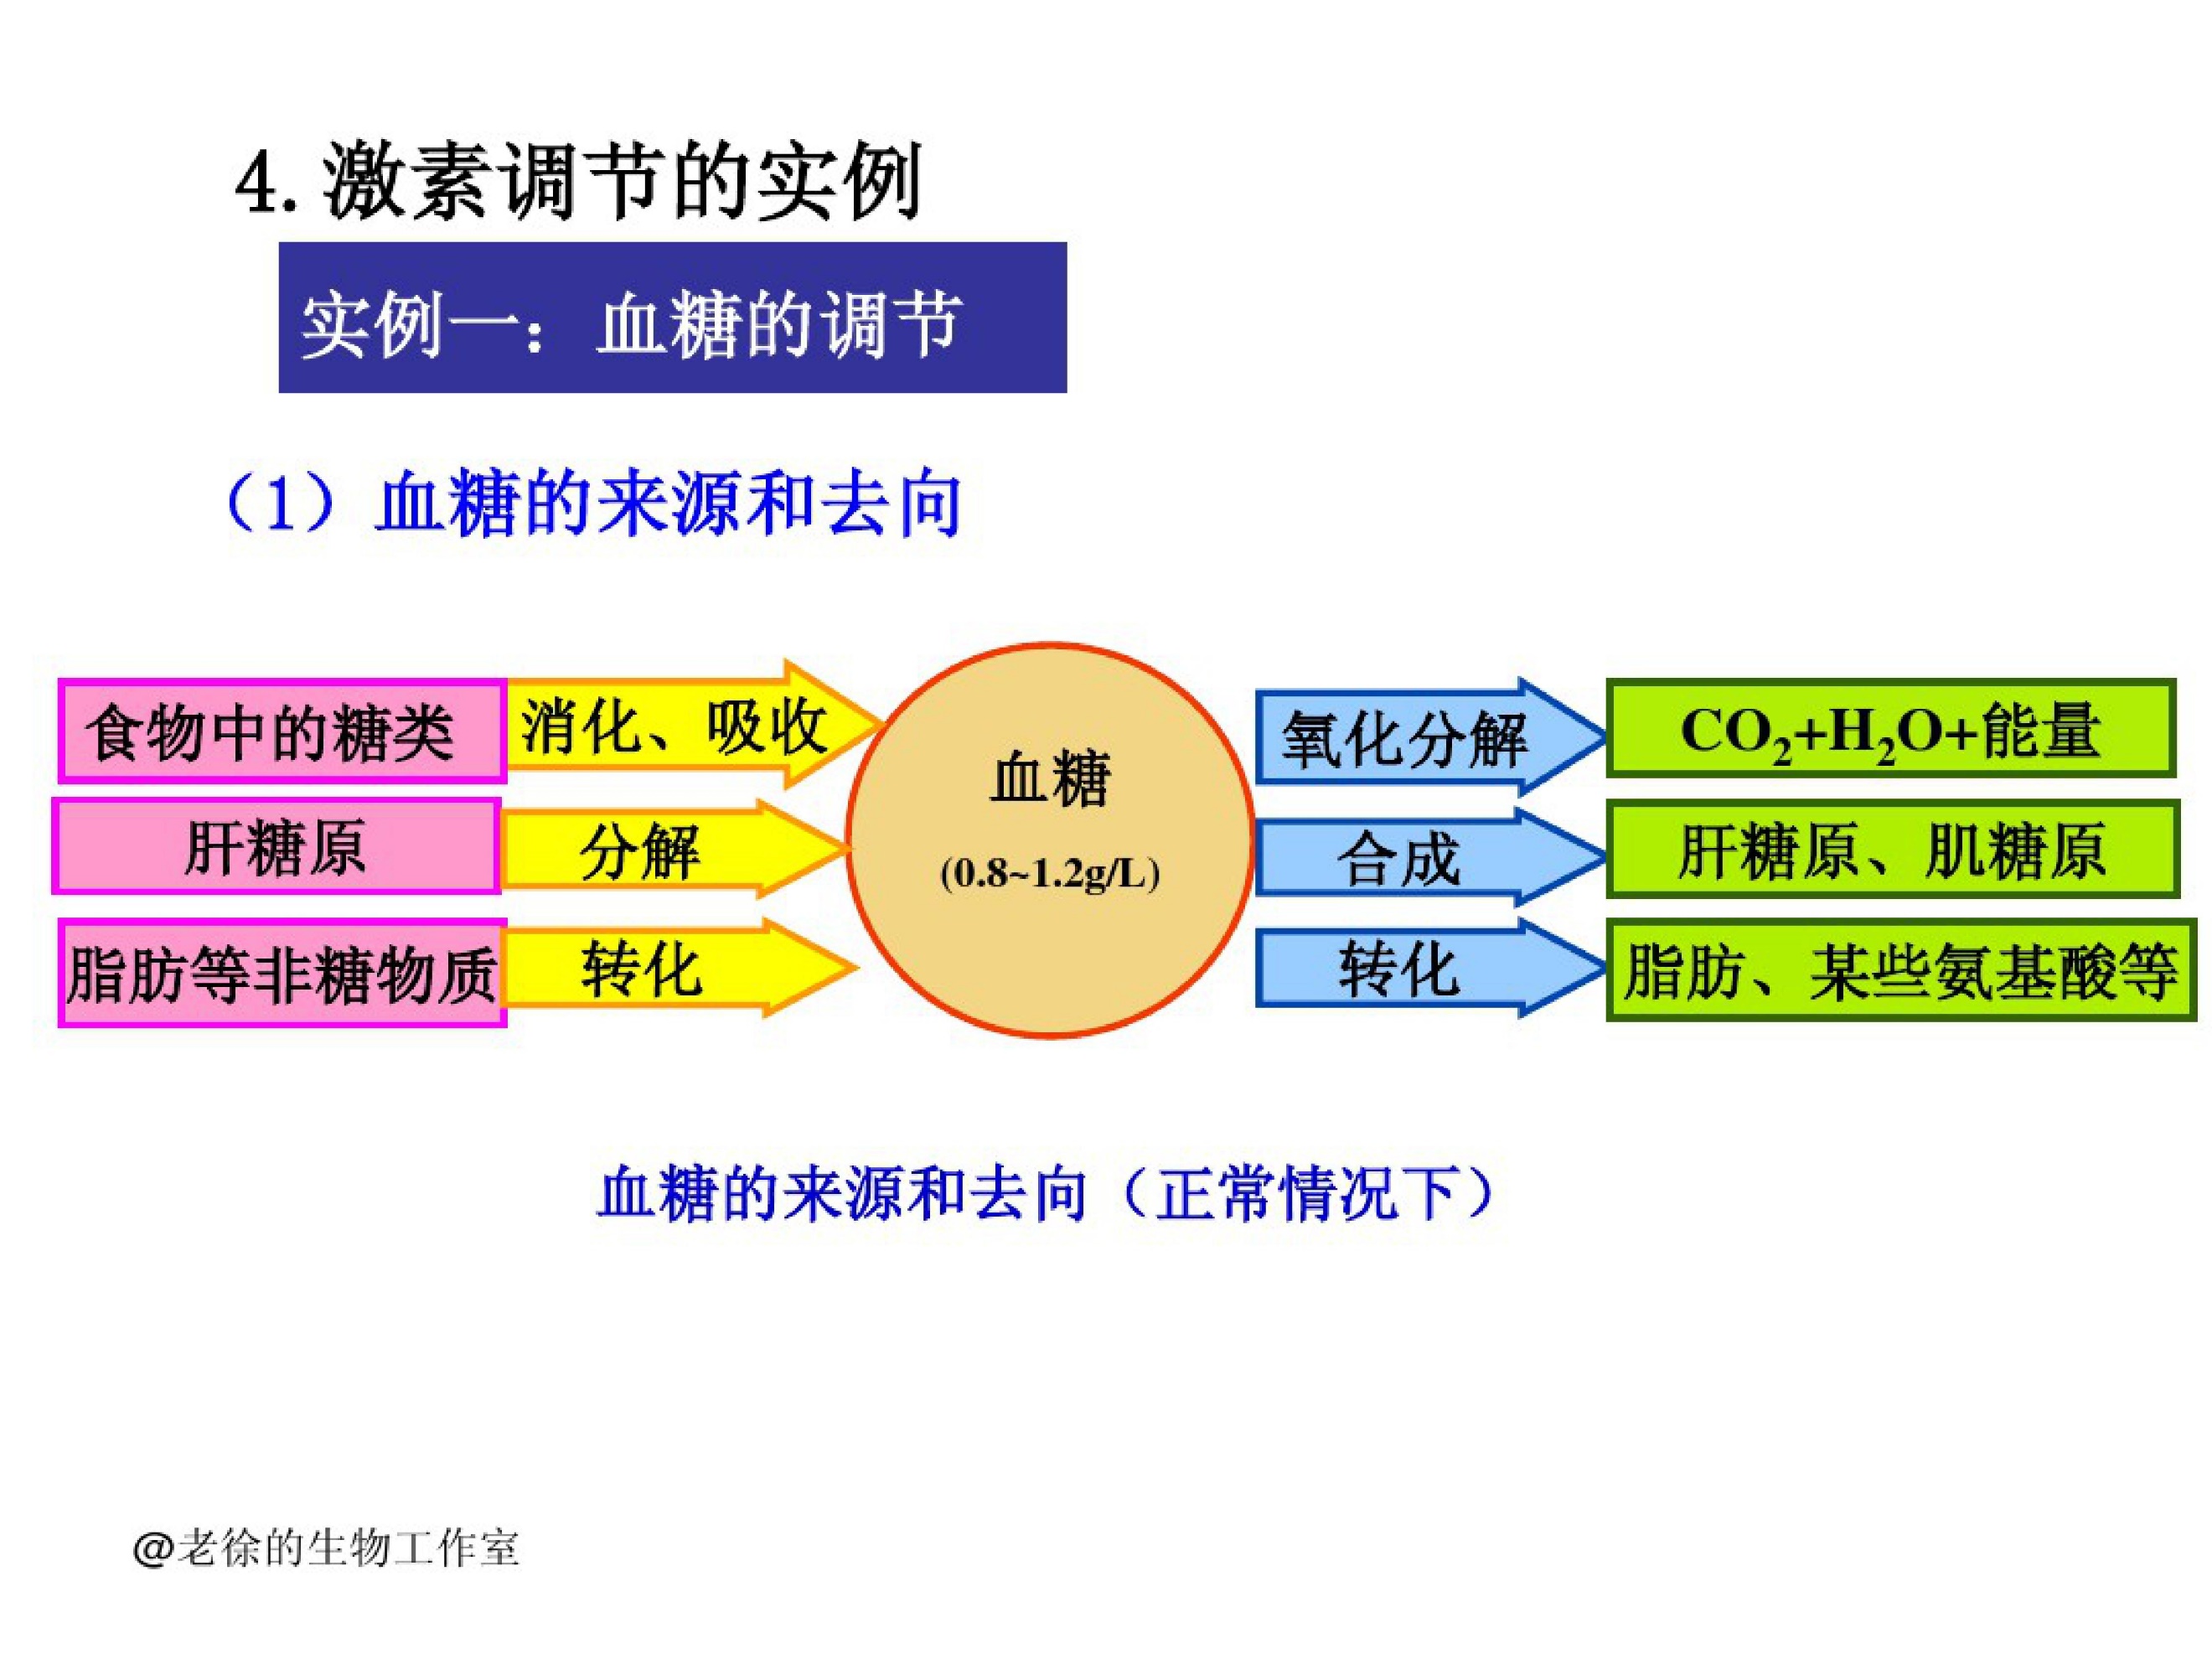 4.激素调节的实例
实例一：血糖的调节
（1）血糖的来源和去向
食物中的糖类 消化、吸收 血糖 氧化分解 CO₂+H₂O+能量
肝糖原 分解 (0.8~1.2g/L) 合成 肝糖原、肌糖原
脂肪等非糖物质 转化 转化 脂肪、某些氨基酸等
血糖的来源和去向（正常情况下）
@老徐的生物工作室